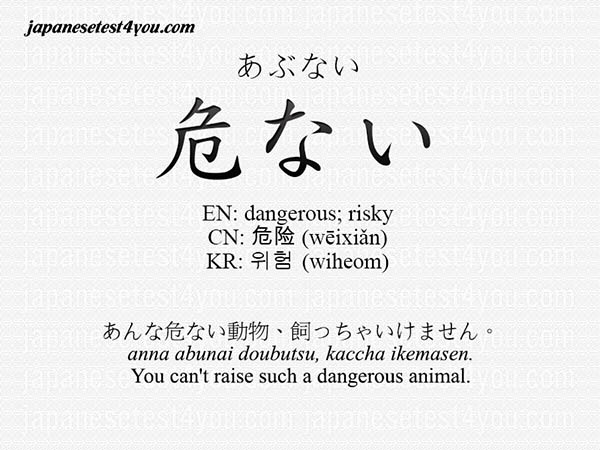 japanesetest4you.com
あぶない
危ない
EN: dangerous; risky
CN: 危险 (wēixiǎn)
KR: 위험 (wiheom)
あんな危ない動物、飼っちゃいけません。
anna abunai doubutsu, kaccha ikemasen.
You can't raise such a dangerous animal.